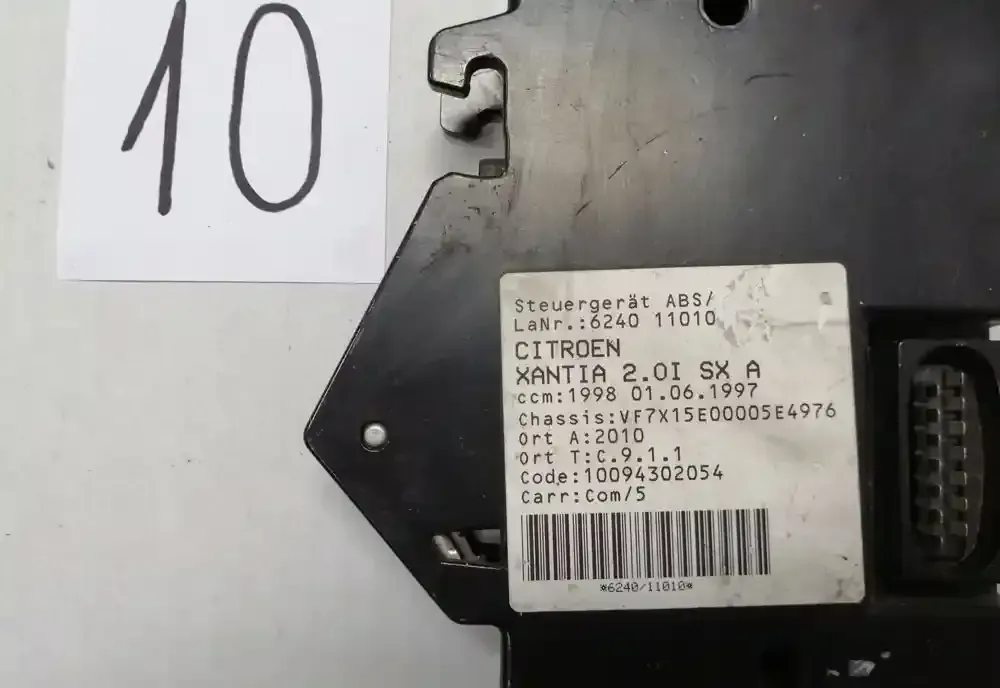 10
Steuergerät ABS/
LaNr.:6240 11010
CITROEN
XANTIA 2.0I SX A
ccm:1998 01.06.1997
Chassis:VF7X15E00005E4976
Ort A:2010
Ort T:C.9.1.1
Code:10094302054
Carr:Com/5
*6240/11010*